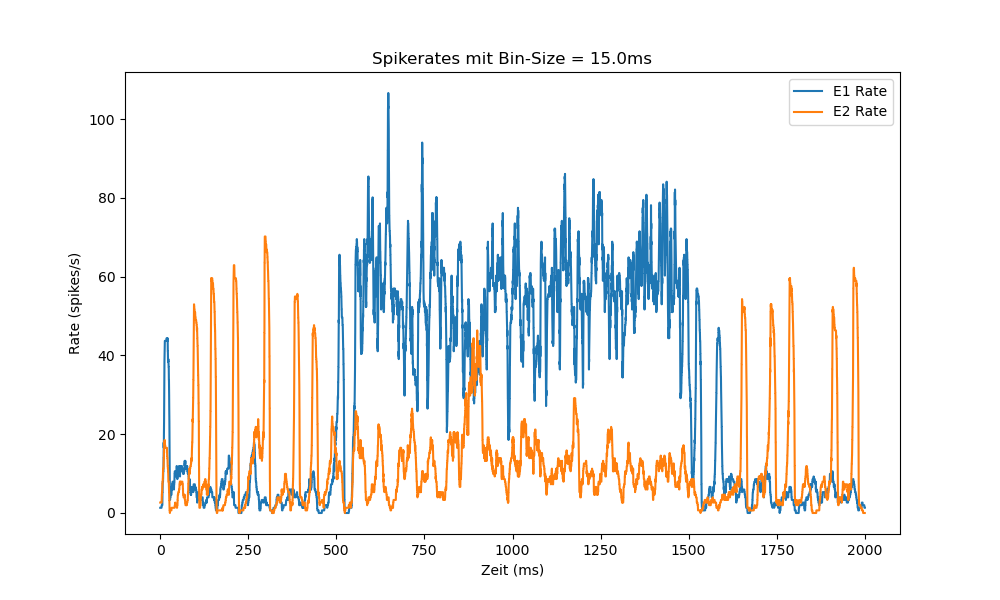 Spikerates mit Bin-Size = 15.0ms
E1 Rate
E2 Rate
Rate (spikes/s)
100
80
60
40
20
0
0 250 500 750 1000 1250 1500 1750 2000
Zeit (ms)